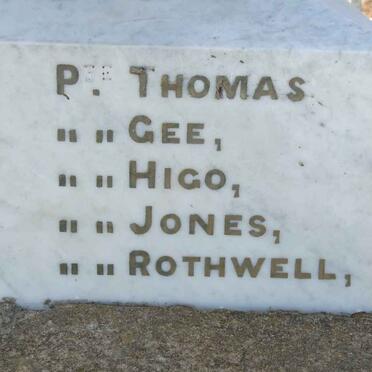 PTE. THOMAS
" " GEE,
" " HIGO,
" " JONES,
" " ROTHWELL,